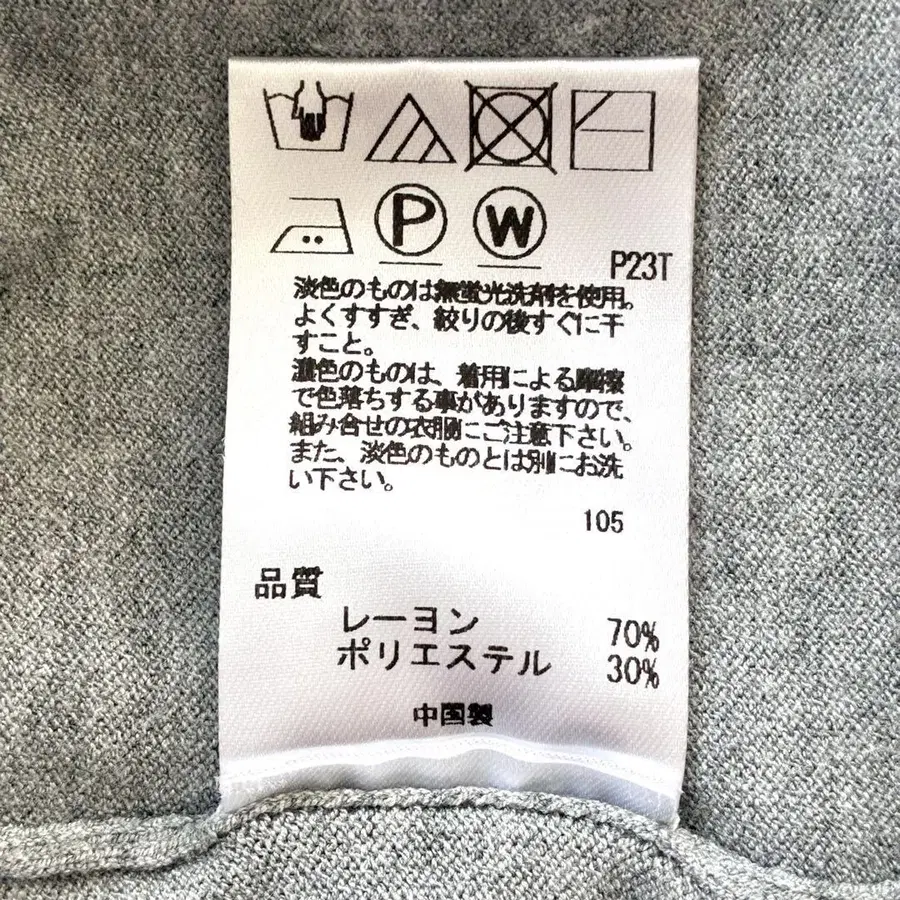 P W
P23T
淡色のものは無蛍光洗剤を使用。
よくすすぎ、絞りの後すぐに干
すこと。
濃色のものは、着用による摩擦
で色落ちする事がありますので、
組み合せの衣服にご注意下さい。
また、淡色のものとは別にお洗
い下さい。
105
品質
レーヨン 70%
ポリエステル 30%
中国製